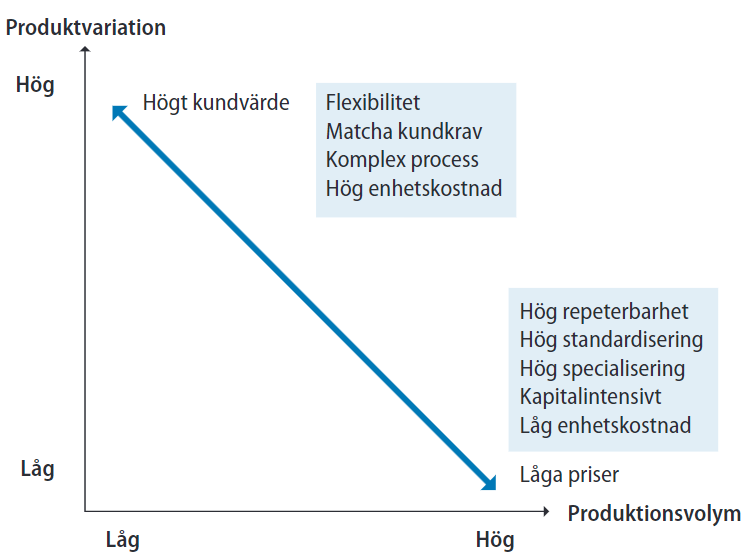 Produktvariation
Hög
Högt kundvärde
Flexibilitet
Matcha kundkrav
Komplex process
Hög enhetskostnad
Hög repeterbarhet
Hög standardisering
Hög specialisering
Kapitalintensivt
Låg enhetskostnad
Låg
Låga priser
Produktionsvolym
Låg
Hög